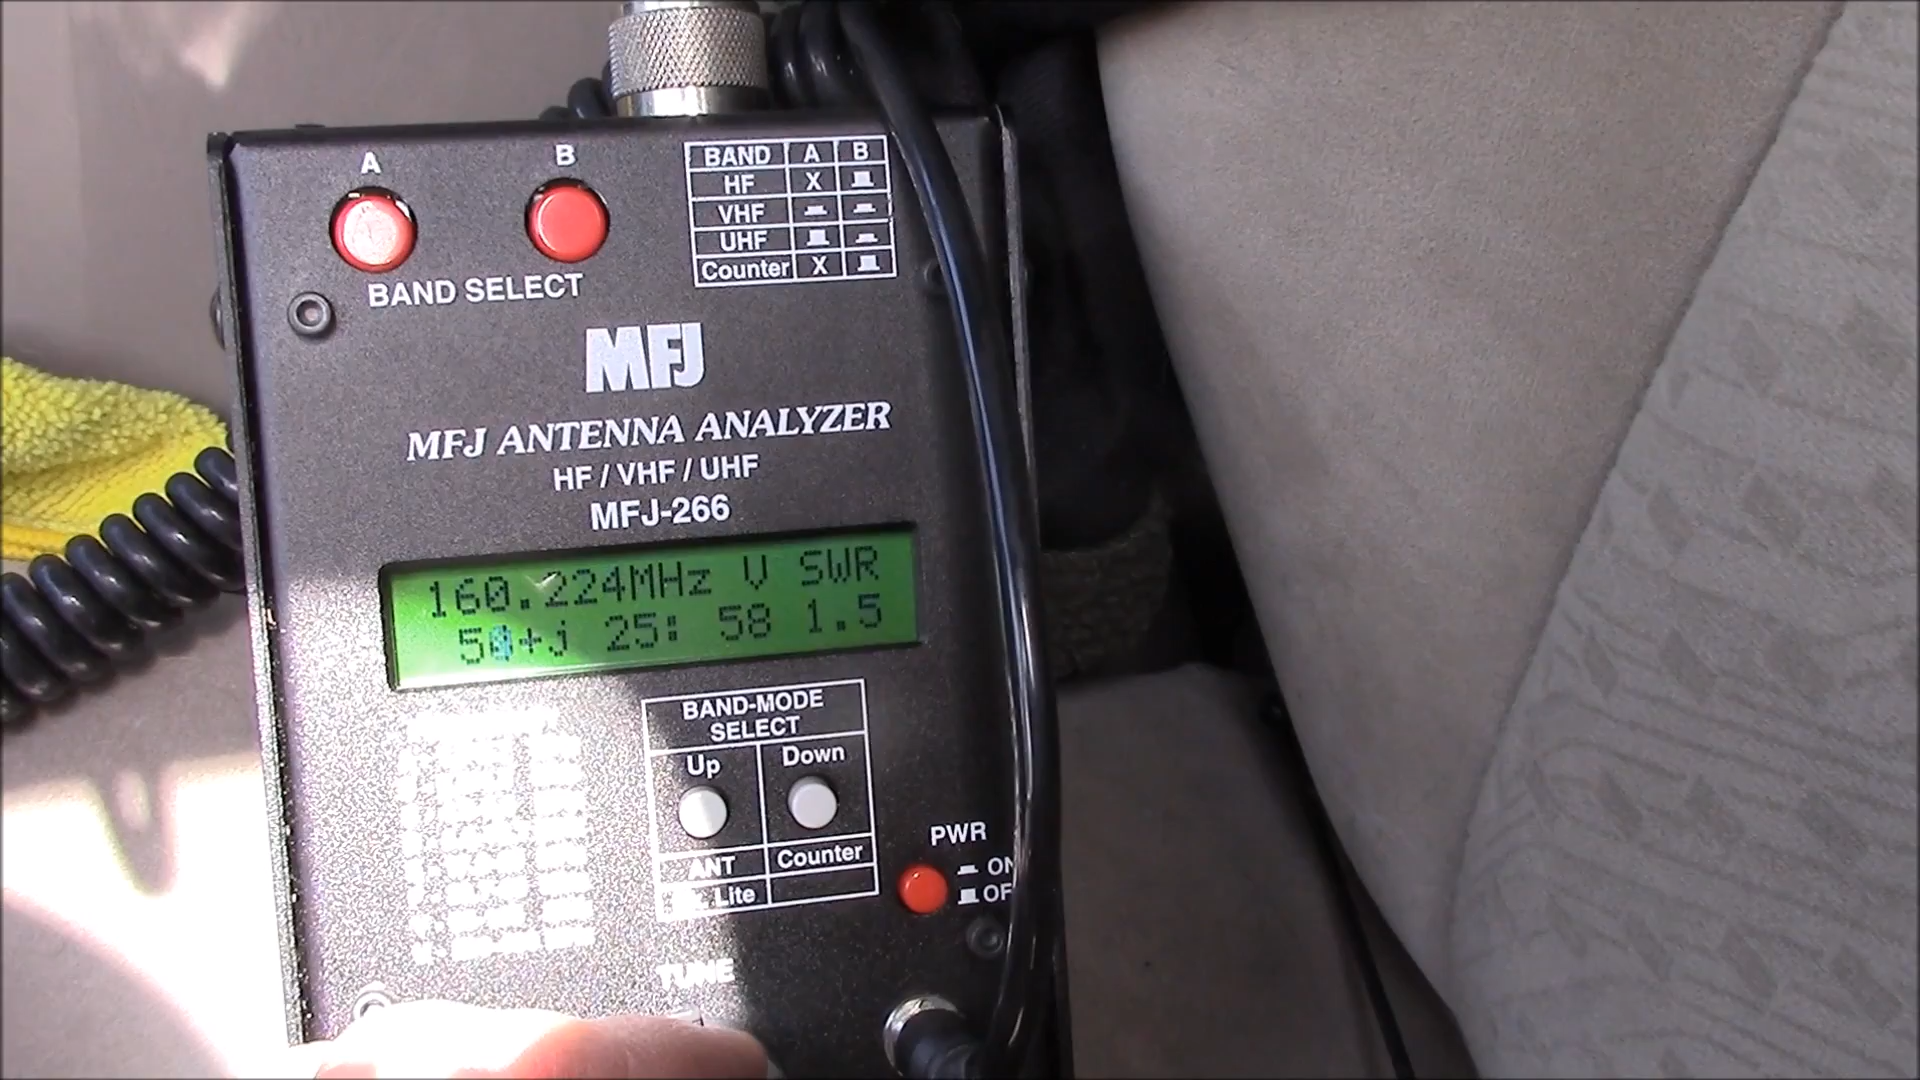 A B
BAND SELECT
BAND A B
HF X
VHF
UHF
Counter X
MFJ
MFJ ANTENNA ANALYZER
HF / VHF / UHF
MFJ-266
160.224MHz V SWR
50+j 25: 58 1.5
BAND-MODE
SELECT
Up Down
ANT Counter
Lite
PWR
ON
TUNE